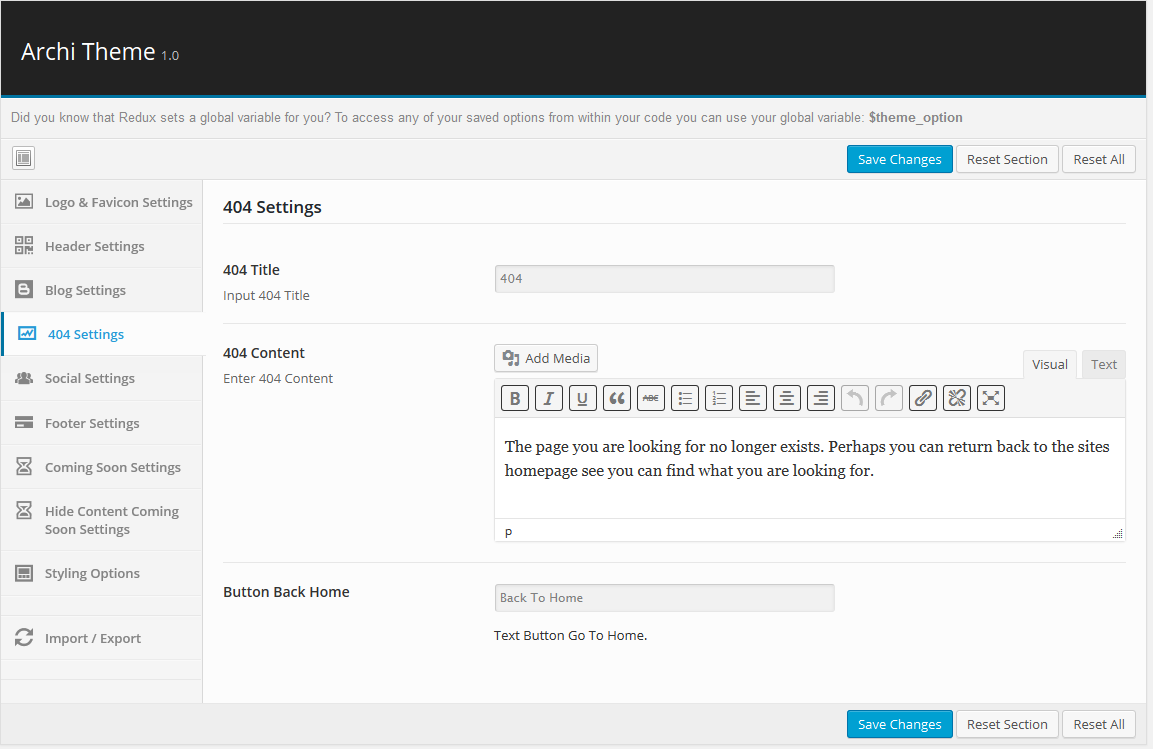 Archi Theme 1.0
Did you know that Redux sets a global variable for you? To access any of your saved options from within your code you can use your global variable: $theme_option
Save Changes Reset Section Reset All
Logo & Favicon Settings
Header Settings
Blog Settings
404 Settings
Social Settings
Footer Settings
Coming Soon Settings
Hide Content Coming
Soon Settings
Styling Options
Import / Export
404 Settings
404 Title
Input 404 Title
404
404 Content
Enter 404 Content
Add Media
Visual Text
B I U ABC
The page you are looking for no longer exists. Perhaps you can return back to the sites
homepage see you can find what you are looking for.
p
Button Back Home
Back To Home
Text Button Go To Home.
Save Changes Reset Section Reset All